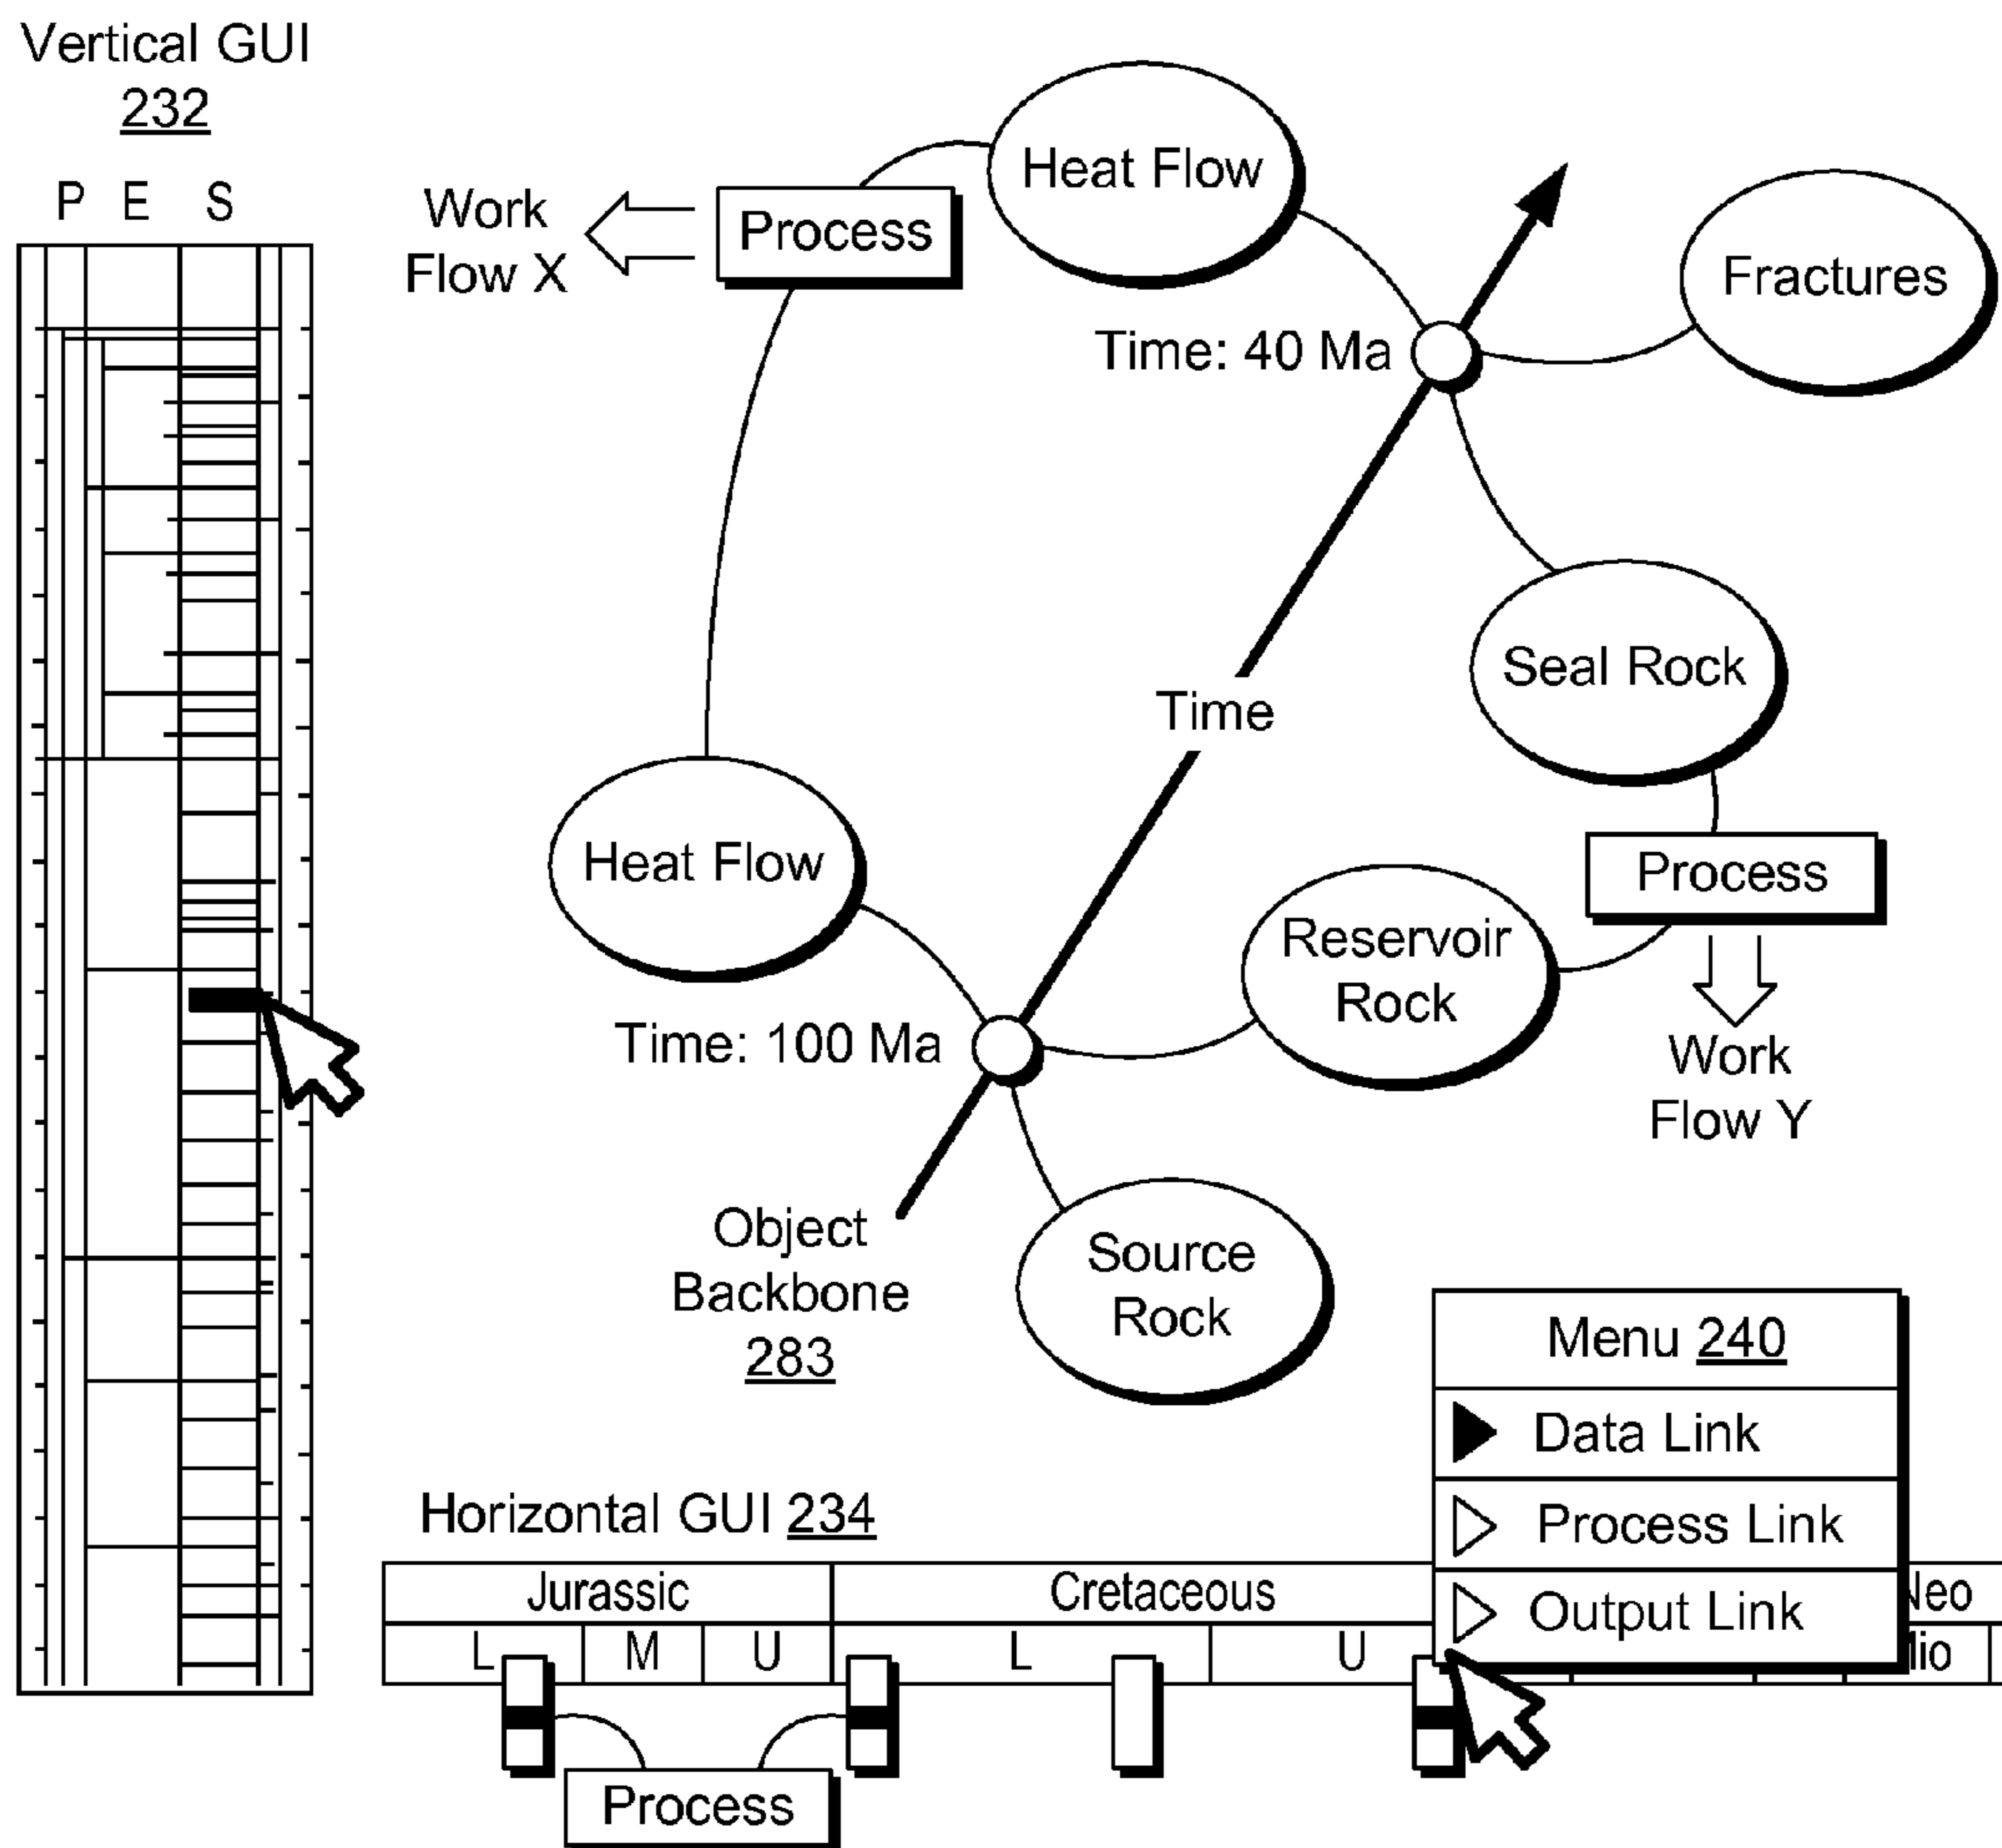 Vertical GUI
232
P E S
Work
Flow X
Process
Heat Flow
Fractures
Time: 40 Ma
Seal Rock
Time
Heat Flow
Process
Reservoir
Rock
Time: 100 Ma
Work
Flow Y
Object
Backbone
283
Source
Rock
Menu 240
Data Link
Process Link
Output Link
Horizontal GUI 234
Jurassic Cretaceous
L M U L U
Process